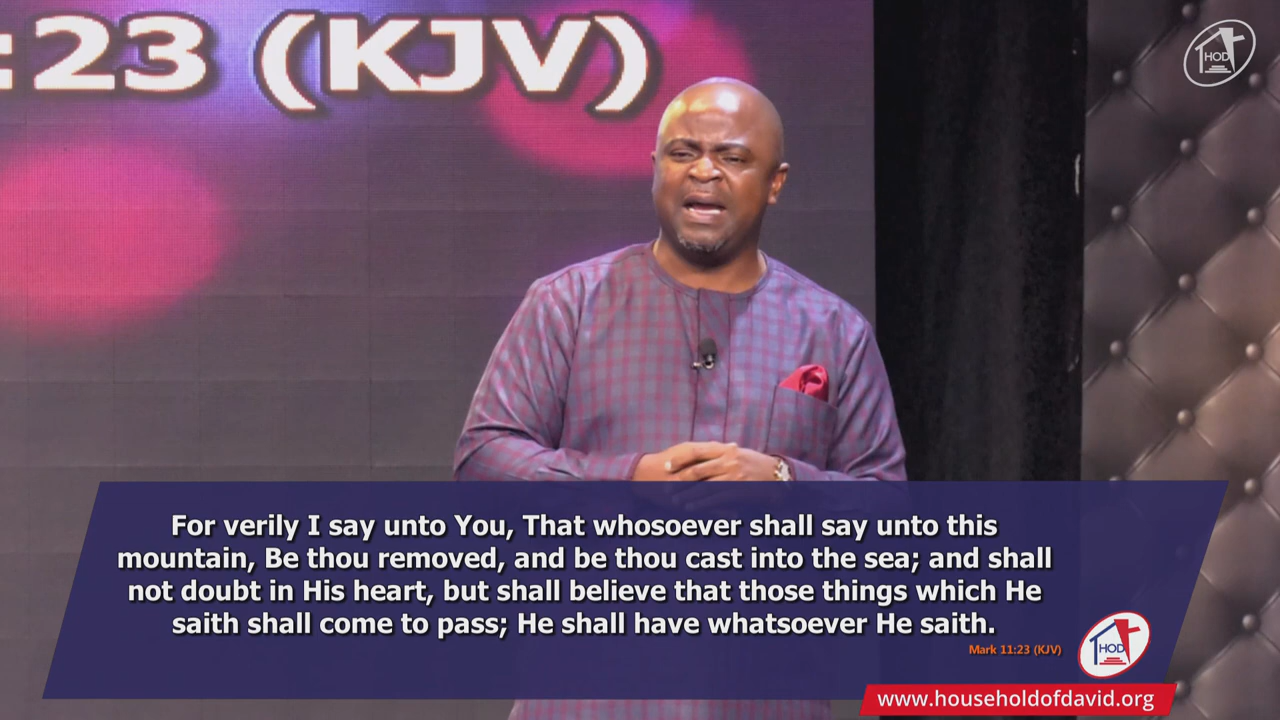 :23 (KJV)
HOD
For verily I say unto You, That whosoever shall say unto this
mountain, Be thou removed, and be thou cast into the sea; and shall
not doubt in His heart, but shall believe that those things which He
saith shall come to pass; He shall have whatsoever He saith.
Mark 11:23 (KJV)
HOD
www.householdofdavid.org